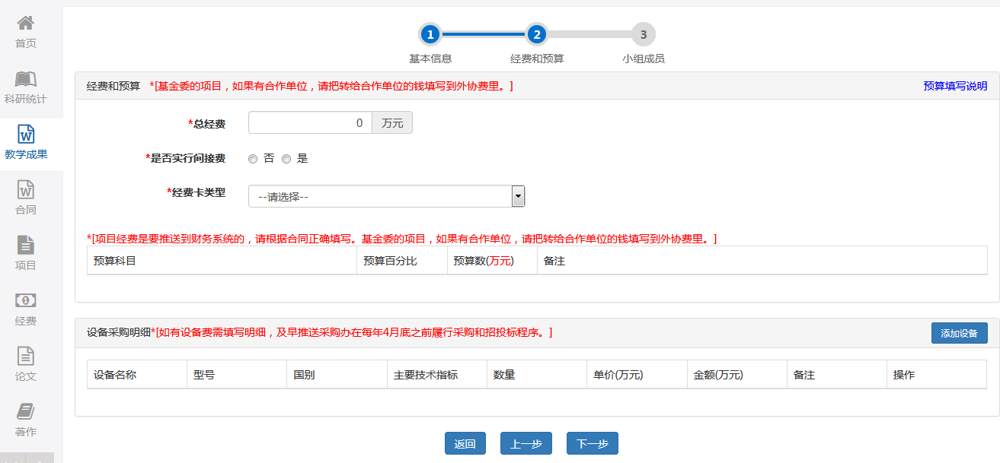 首页
科研统计
W
教学成果
W
合同
项目
1
经费
论文
著作
1 2 3
基本信息 经费和预算 小组成员
经费和预算 *[基金委的项目，如果有合作单位，请把转给合作单位的钱填写到外协费里。] 预算填写说明
*总经费 0 万元
*是否实行间接费 否 是
*经费卡类型 --请选择--
*[项目经费是要推送到财务系统的，请根据合同正确填写。基金委的项目，如果有合作单位，请把转给合作单位的钱填写到外协费里。]
预算科目 预算百分比 预算数(万元) 备注
设备采购明细*[如有设备费需填写明细，及早推送采购办在每年4月底之前履行采购和招投标程序。] 添加设备
设备名称 型号 国别 主要技术指标 数量 单价(万元) 金额(万元) 备注 操作
返回 上一步 下一步